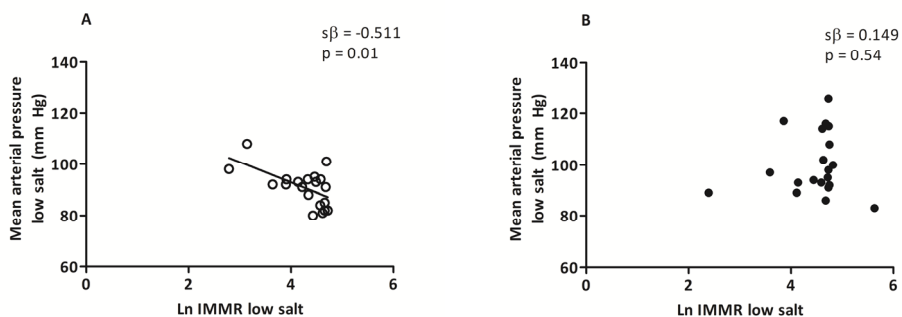 A
sβ = -0.511
p = 0.01
Mean arterial pressure
low salt (mm Hg)
140
120
100
80
60
0
2
4
6
Ln IMMR low salt
B
sβ = 0.149
p = 0.54
Mean arterial pressure
low salt (mm Hg)
140
120
100
80
60
0
2
4
6
Ln IMMR low salt